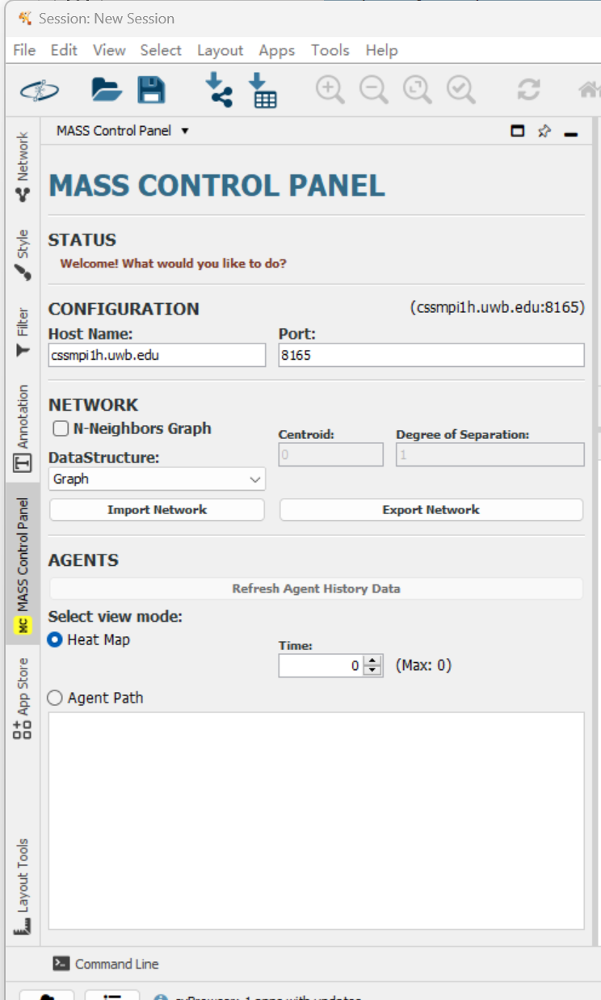 Session: New Session
File Edit View Select Layout Apps Tools Help
MASS Control Panel
MASS CONTROL PANEL
STATUS
Welcome! What would you like to do?
CONFIGURATION (cssmpi1h.uwb.edu:8165)
Host Name: Port:
cssmpi1h.uwb.edu 8165
NETWORK
N-Neighbors Graph
Centroid: Degree of Separation:
0 1
DataStructure:
Graph
Import Network Export Network
AGENTS
Refresh Agent History Data
Select view mode:
Heat Map
Time:
0 (Max: 0)
Agent Path
Network
Style
Filter
Annotation
T
MC MASS Control Panel
App Store
Layout Tools
Command Line
cyBrowser: 1 apps with updates